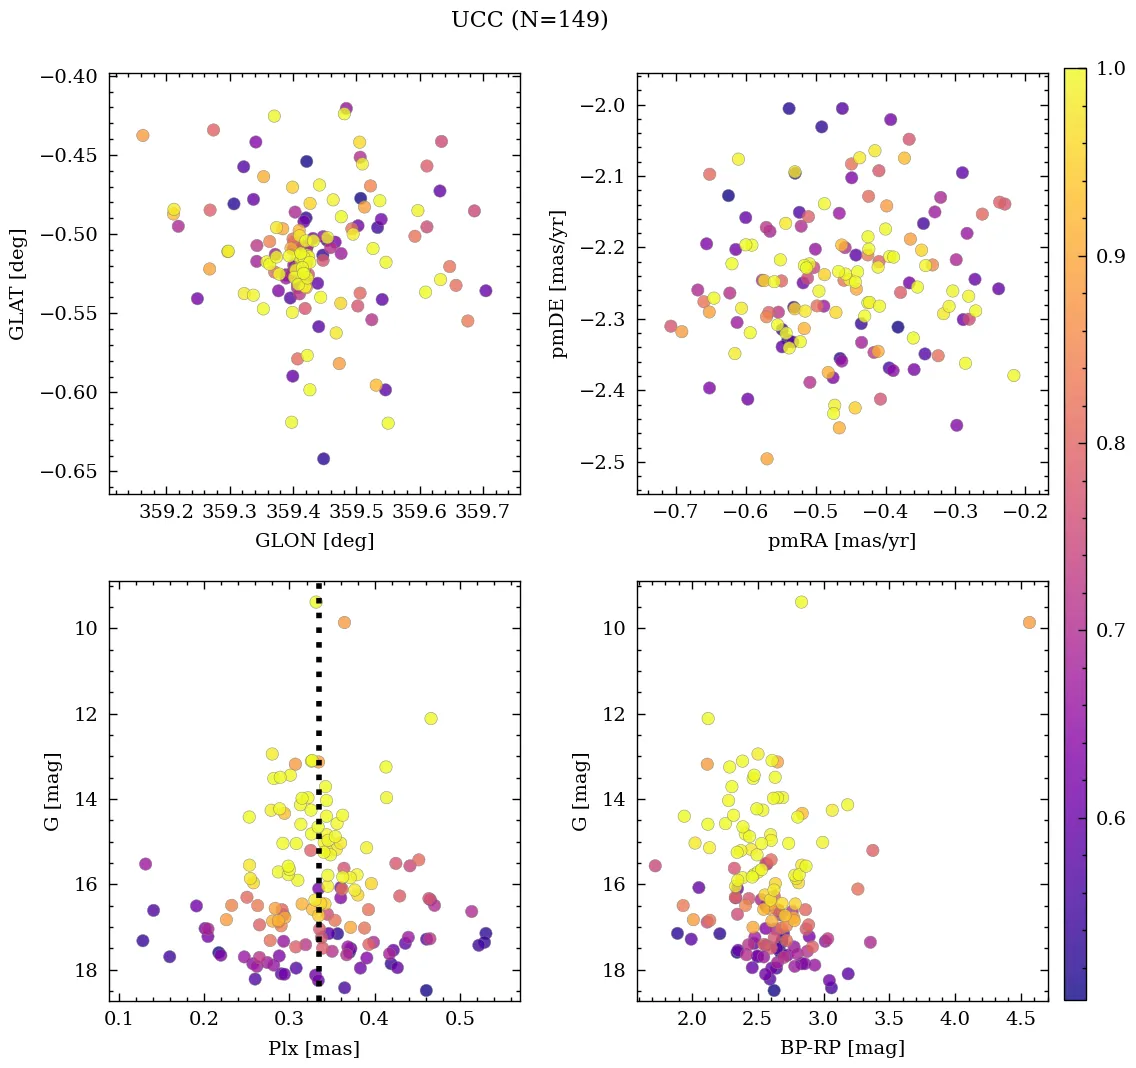 UCC (N=149)
−0.40
−0.45
−0.50
−0.55
−0.60
−0.65
GLAT [deg]
359.2 359.3 359.4 359.5 359.6 359.7
GLON [deg]
−2.0
−2.1
−2.2
−2.3
−2.4
−2.5
pmDE [mas/yr]
−0.7 −0.6 −0.5 −0.4 −0.3 −0.2
pmRA [mas/yr]
10
12
14
16
18
G [mag]
0.1 0.2 0.3 0.4 0.5
Plx [mas]
10
12
14
16
18
G [mag]
2.0 2.5 3.0 3.5 4.0 4.5
BP-RP [mag]
1.0
0.9
0.8
0.7
0.6